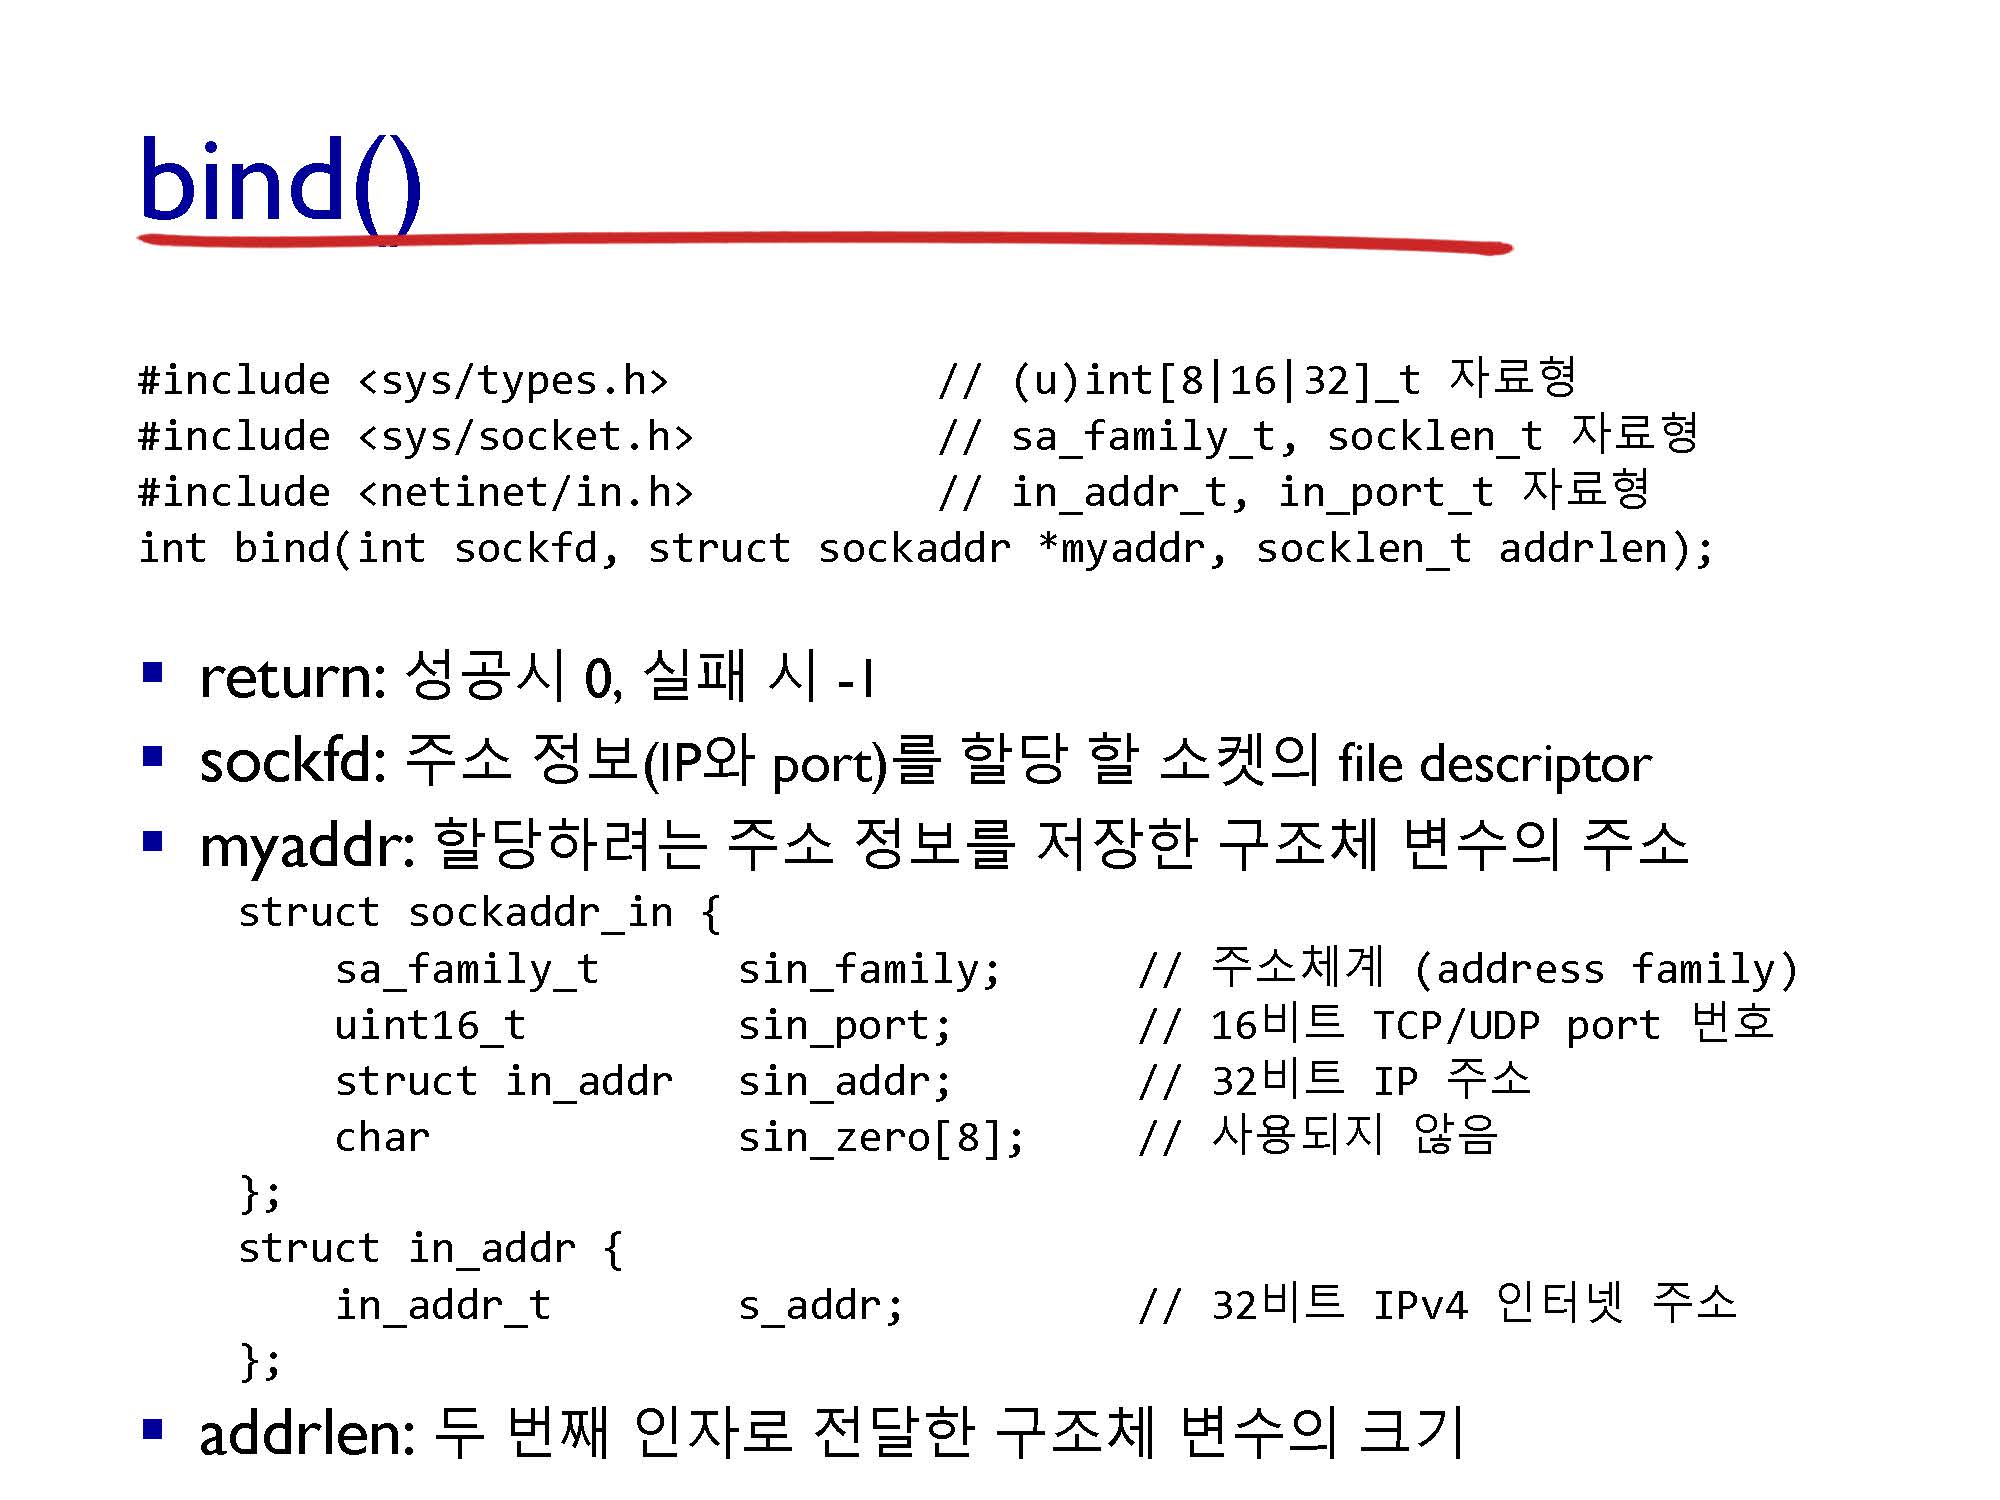 bind()
#include <sys/types.h> // (u)int[8|16|32]_t 자료형
#include <sys/socket.h> // sa_family_t, socklen_t 자료형
#include <netinet/in.h> // in_addr_t, in_port_t 자료형
int bind(int sockfd, struct sockaddr *myaddr, socklen_t addrlen);
▪ return: 성공시 0, 실패 시 -1
▪ sockfd: 주소 정보(IP와 port)를 할당 할 소켓의 file descriptor
▪ myaddr: 할당하려는 주소 정보를 저장한 구조체 변수의 주소
struct sockaddr_in {
sa_family_t sin_family; // 주소체계 (address family)
uint16_t sin_port; // 16비트 TCP/UDP port 번호
struct in_addr sin_addr; // 32비트 IP 주소
char sin_zero[8]; // 사용되지 않음
};
struct in_addr {
in_addr_t s_addr; // 32비트 IPv4 인터넷 주소
};
▪ addrlen: 두 번째 인자로 전달한 구조체 변수의 크기